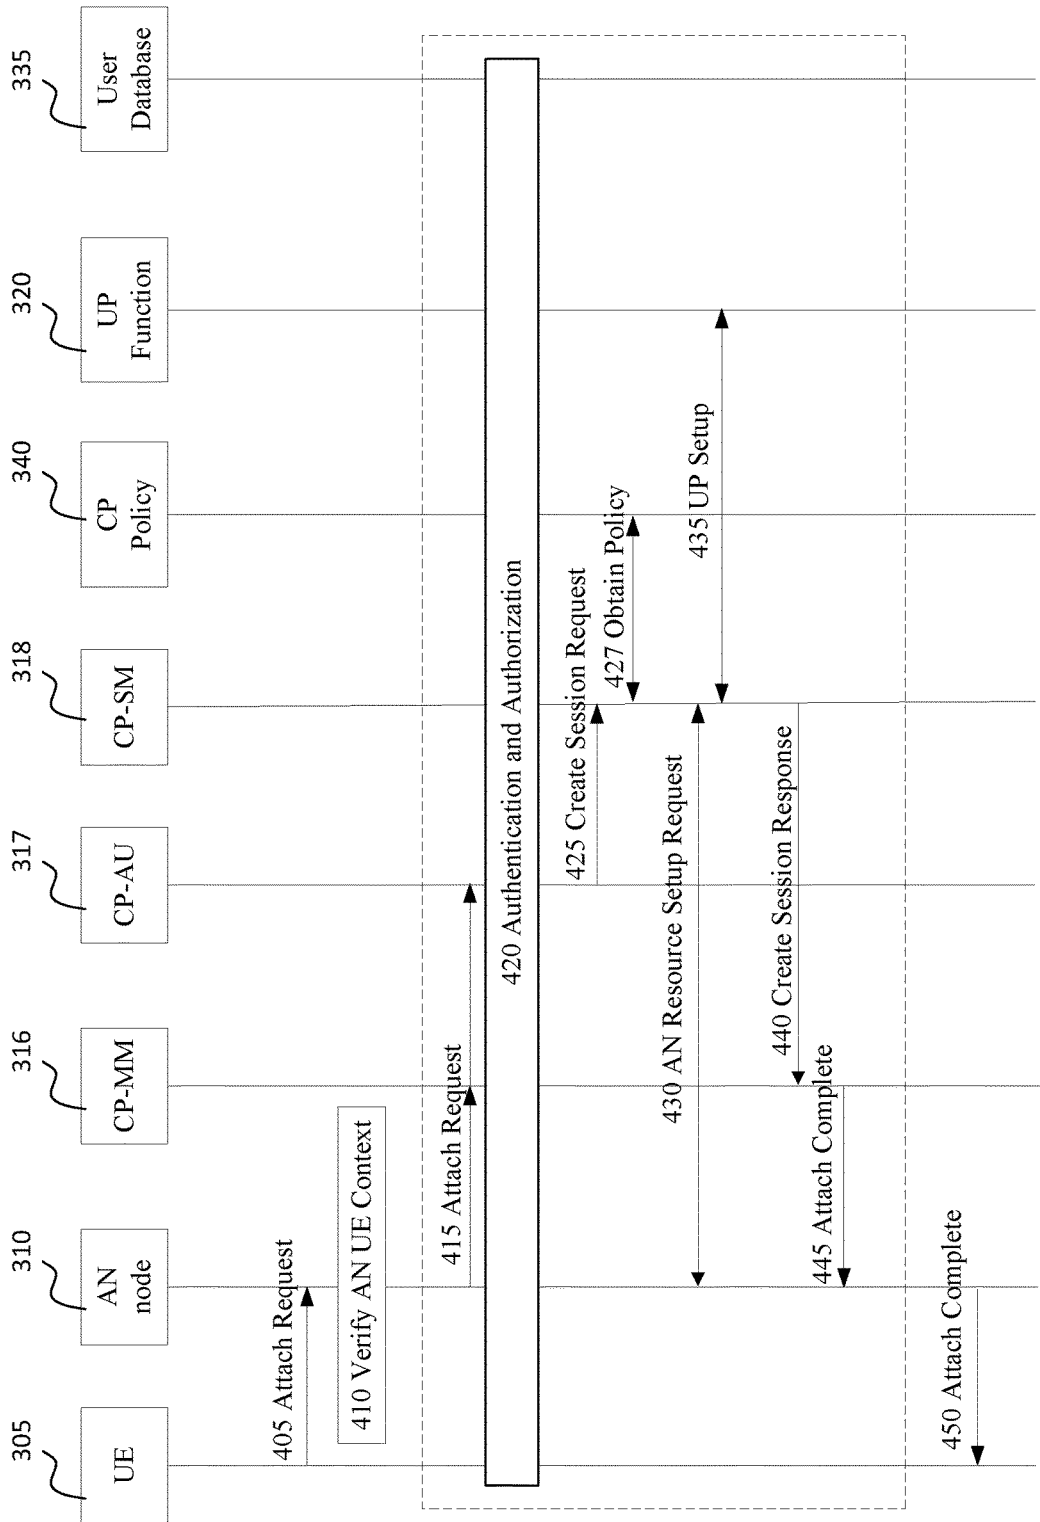 305
310
316
317
318
340
320
335
UE
AN
node
CP-MM
CP-AU
CP-SM
CP
Policy
UP
Function
User
Database
405 Attach Request
410 Verify AN UE Context
415 Attach Request
420 Authentication and Authorization
425 Create Session Request
427 Obtain Policy
430 AN Resource Setup Request
435 UP Setup
440 Create Session Response
445 Attach Complete
450 Attach Complete